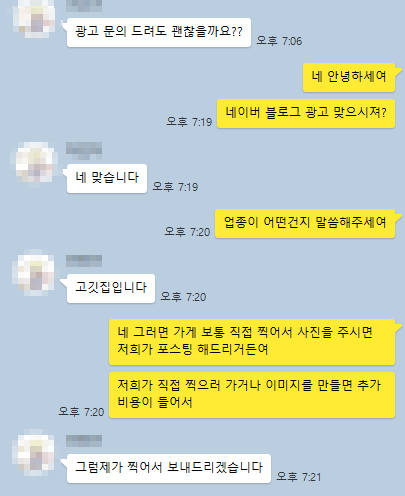 광고 문의 드려도 괜찮을까요??
오후 7:06
네 안녕하세여
네이버 블로그 광고 맞으시져?
오후 7:19
네 맞습니다
오후 7:19
업종이 어떤건지 말씀해주세여
오후 7:20
고깃집입니다
오후 7:20
네 그러면 가게 보통 직접 찍어서 사진을 주시면
저희가 포스팅 해드리거든여
저희가 직접 찍으러 가거나 이미지를 만들면 추가
비용이 들어서
오후 7:20
그럼제가 찍어서 보내드리겠습니다
오후 7:21